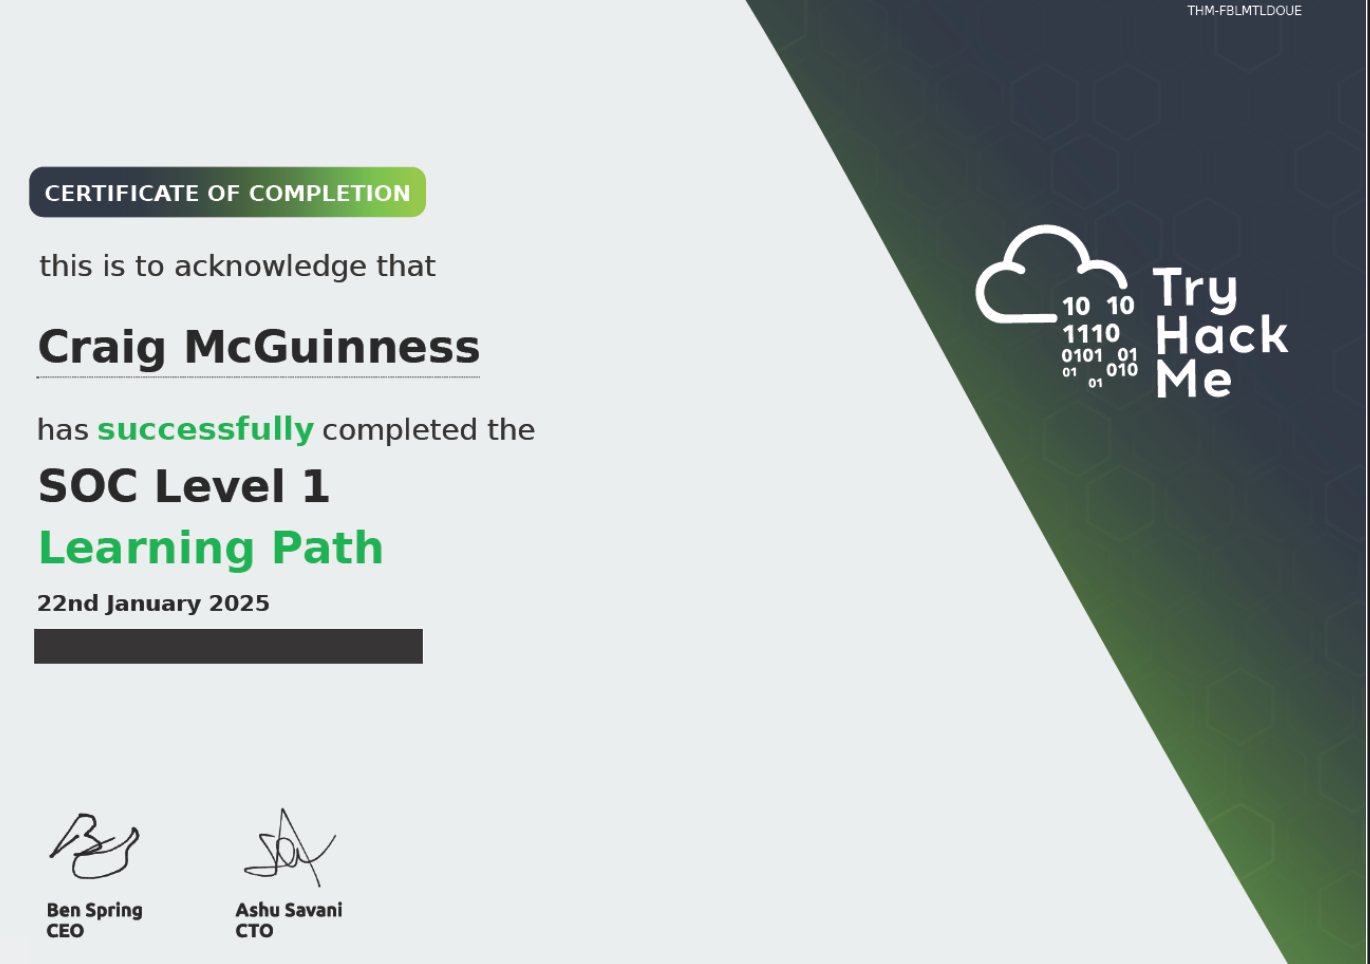 THM-FBLMTLDOUE
CERTIFICATE OF COMPLETION
this is to acknowledge that
Craig McGuinness
has successfully completed the
SOC Level 1
Learning Path
22nd January 2025
10 10
1110
0101 01
01 010
01
Try
Hack
Me
Ben Spring
CEO
Ashu Savani
CTO